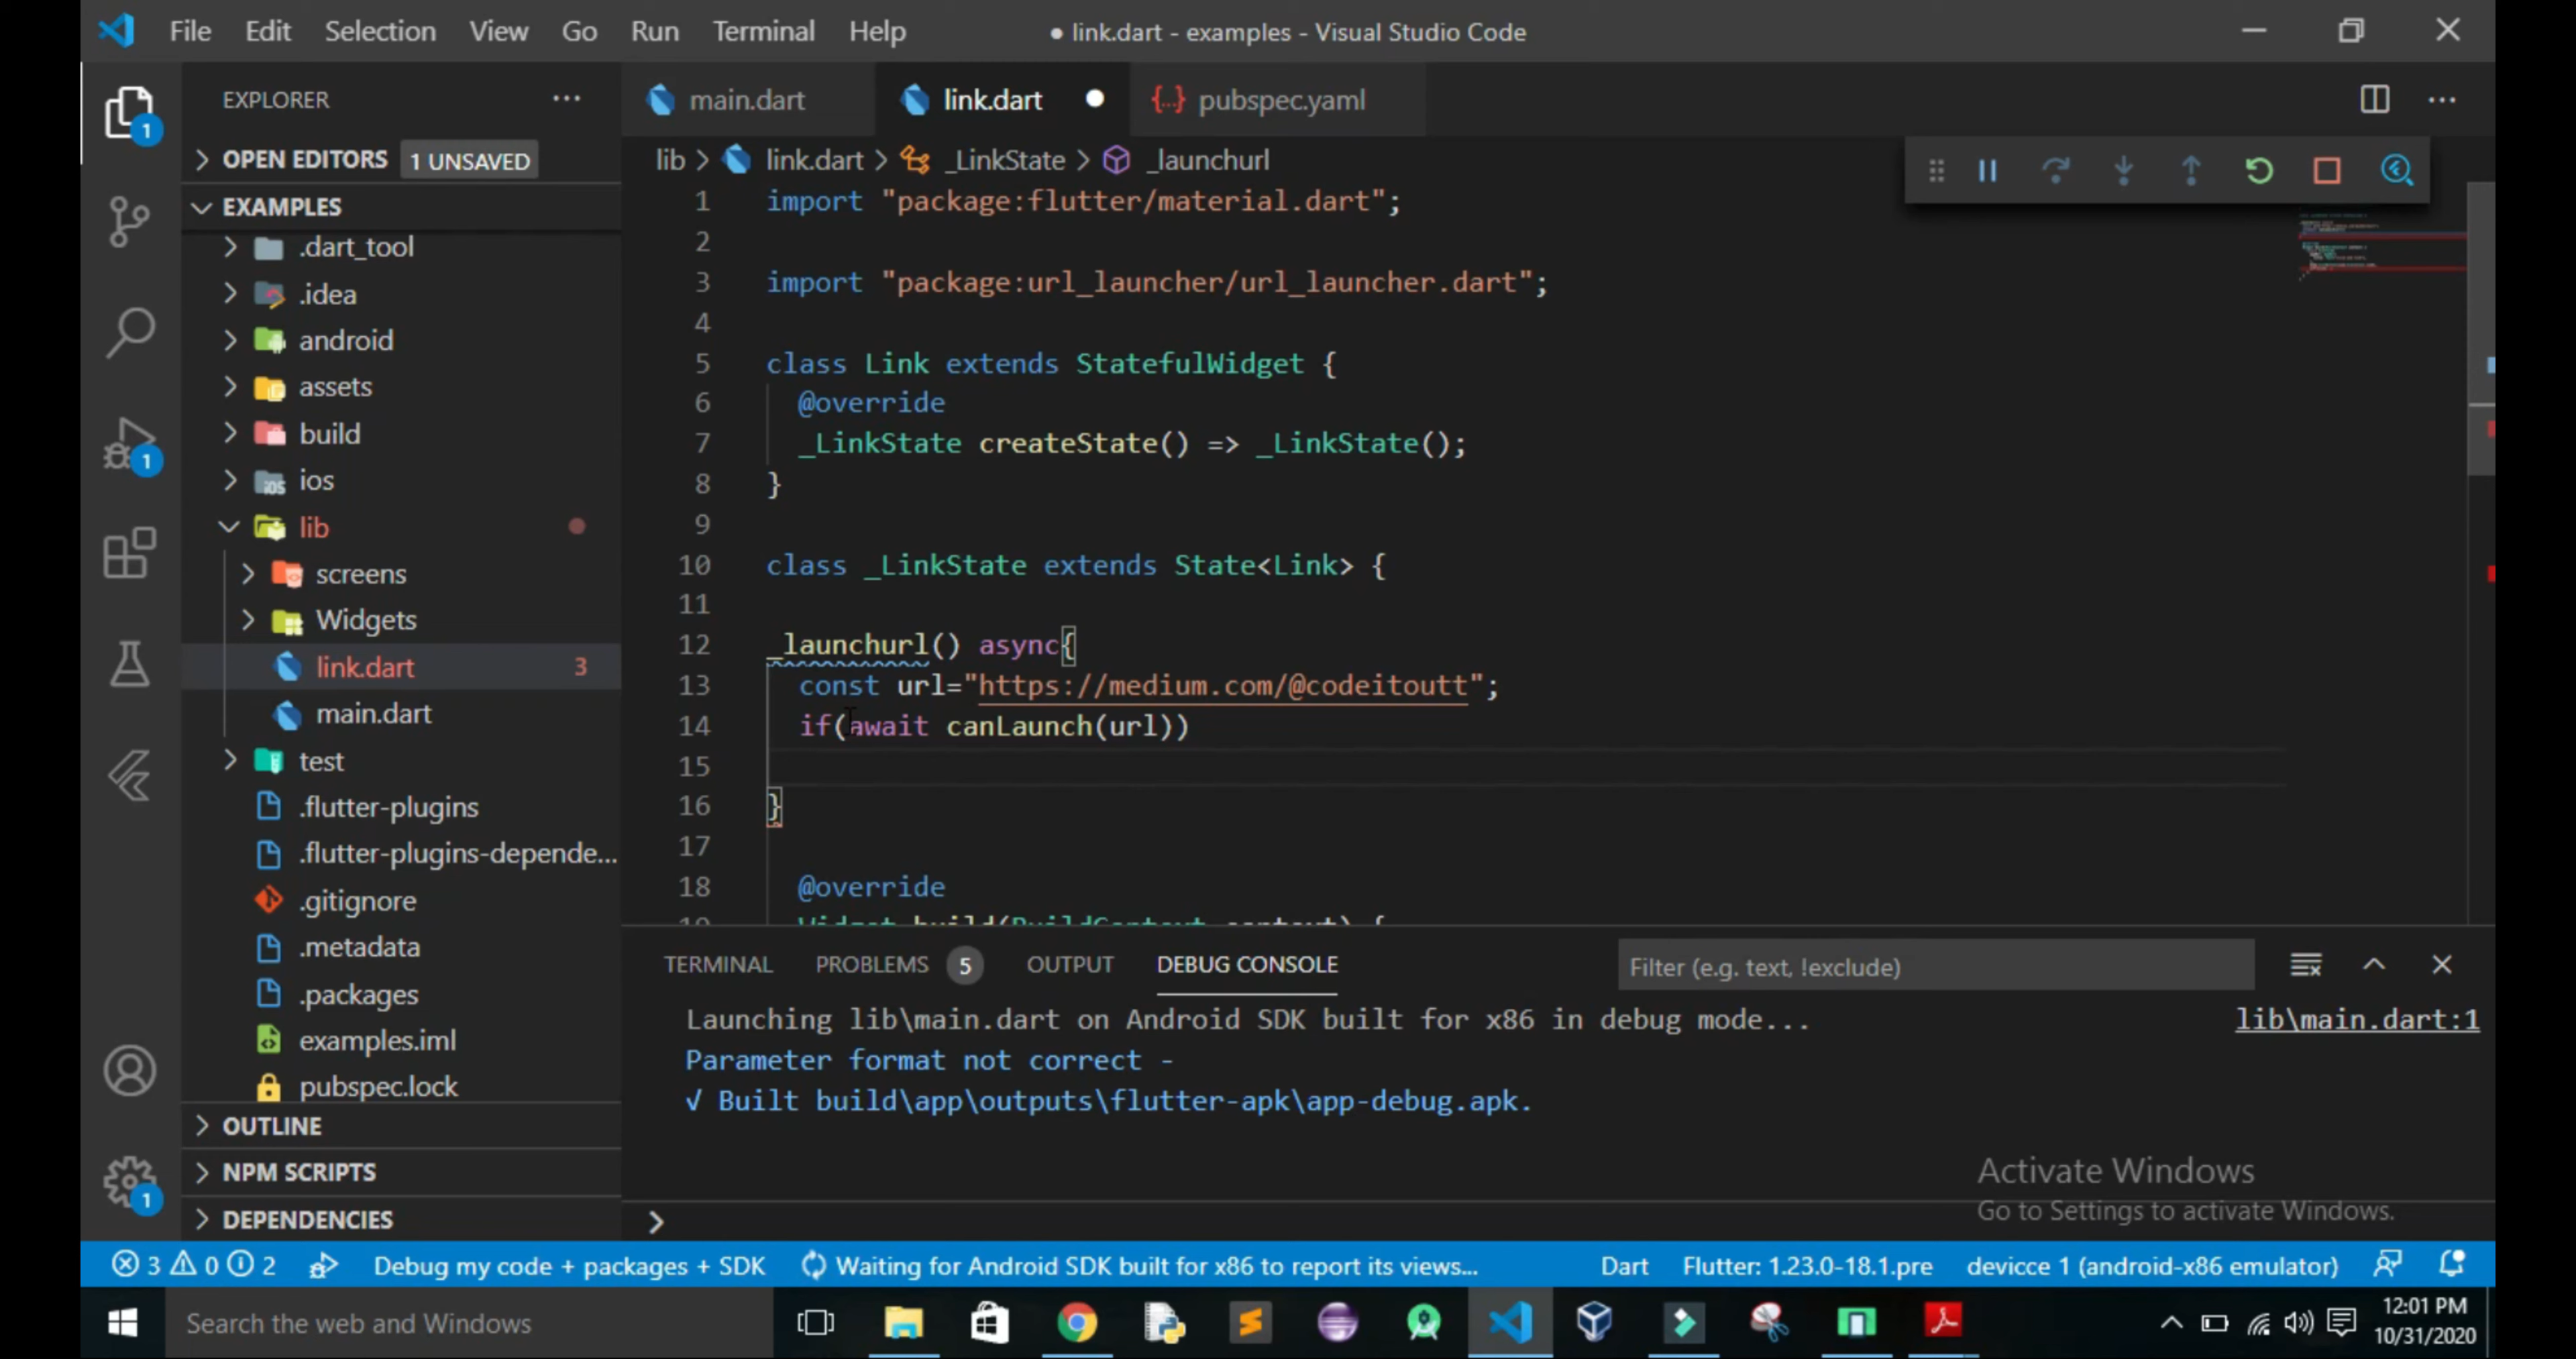 File Edit Selection View Go Run Terminal Help
● link.dart - examples - Visual Studio Code
EXPLORER
OPEN EDITORS 1 UNSAVED
EXAMPLES
.dart_tool
.idea
android
assets
build
ios
lib
screens
Widgets
link.dart 3
main.dart
test
.flutter-plugins
.flutter-plugins-depende...
.gitignore
.metadata
.packages
examples.iml
pubspec.lock
OUTLINE
NPM SCRIPTS
DEPENDENCIES
1
1
1
main.dart link.dart pubspec.yaml
lib > link.dart > _LinkState > _launchurl
1 import "package:flutter/material.dart";
2
3 import "package:url_launcher/url_launcher.dart";
4
5 class Link extends StatefulWidget {
6 @override
7 _LinkState createState() => _LinkState();
8 }
9
10 class _LinkState extends State<Link> {
11
12 _launchurl() async{
13 const url="https://medium.com/@codeitoutt";
14 if(await canLaunch(url))
15
16 }
17
18 @override
19 Widget build(BuildContext context) {
TERMINAL PROBLEMS 5 OUTPUT DEBUG CONSOLE
Filter (e.g. text, !exclude)
Launching lib\main.dart on Android SDK built for x86 in debug mode... lib\main.dart:1
Parameter format not correct -
√ Built build\app\outputs\flutter-apk\app-debug.apk.
Activate Windows
Go to Settings to activate Windows.
3 0 2 Debug my code + packages + SDK Waiting for Android SDK built for x86 to report its views... Dart Flutter: 1.23.0-18.1.pre devicce 1 (android-x86 emulator)
Search the web and Windows
12:01 PM
10/31/2020